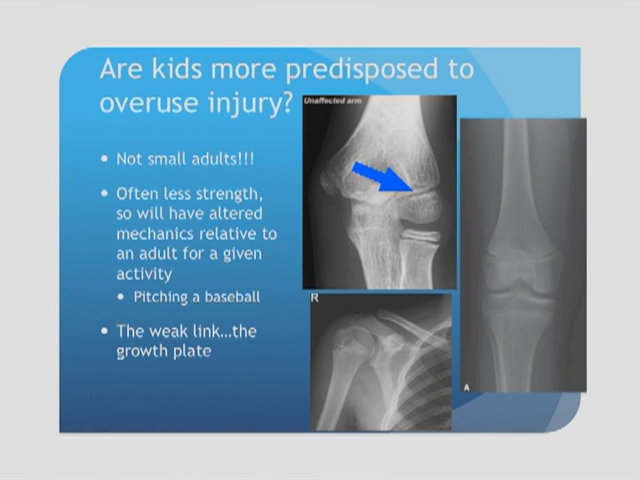 Are kids more predisposed to
overuse injury?
Unaffected arm
• Not small adults!!!
• Often less strength,
so will have altered
mechanics relative to
an adult for a given
activity
• Pitching a baseball
• The weak link…the
growth plate
R
A